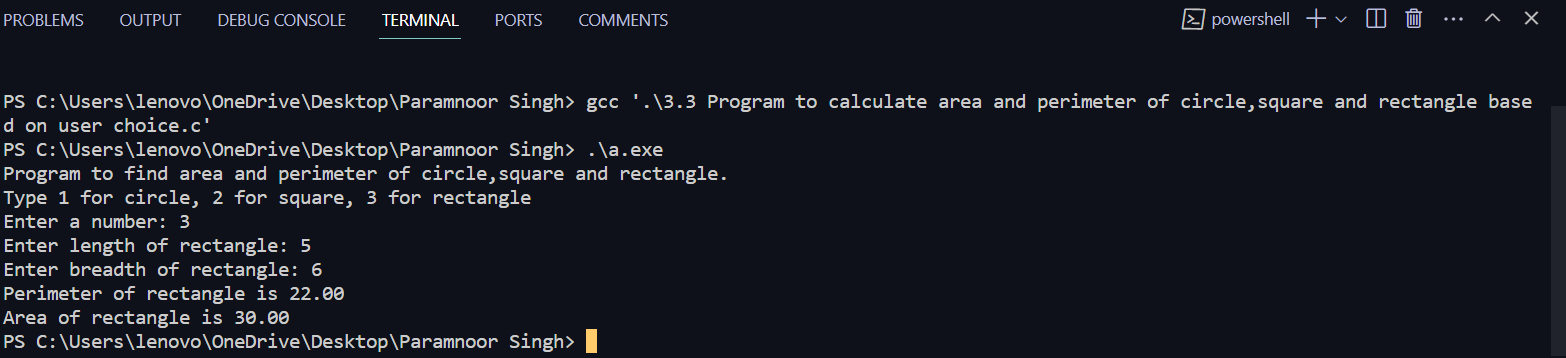 PROBLEMS OUTPUT DEBUG CONSOLE TERMINAL PORTS COMMENTS powershell
PS C:\Users\lenovo\OneDrive\Desktop\Paramnoor Singh> gcc '.\3.3 Program to calculate area and perimeter of circle,square and rectangle base
d on user choice.c'
PS C:\Users\lenovo\OneDrive\Desktop\Paramnoor Singh> .\a.exe
Program to find area and perimeter of circle,square and rectangle.
Type 1 for circle, 2 for square, 3 for rectangle
Enter a number: 3
Enter length of rectangle: 5
Enter breadth of rectangle: 6
Perimeter of rectangle is 22.00
Area of rectangle is 30.00
PS C:\Users\lenovo\OneDrive\Desktop\Paramnoor Singh>